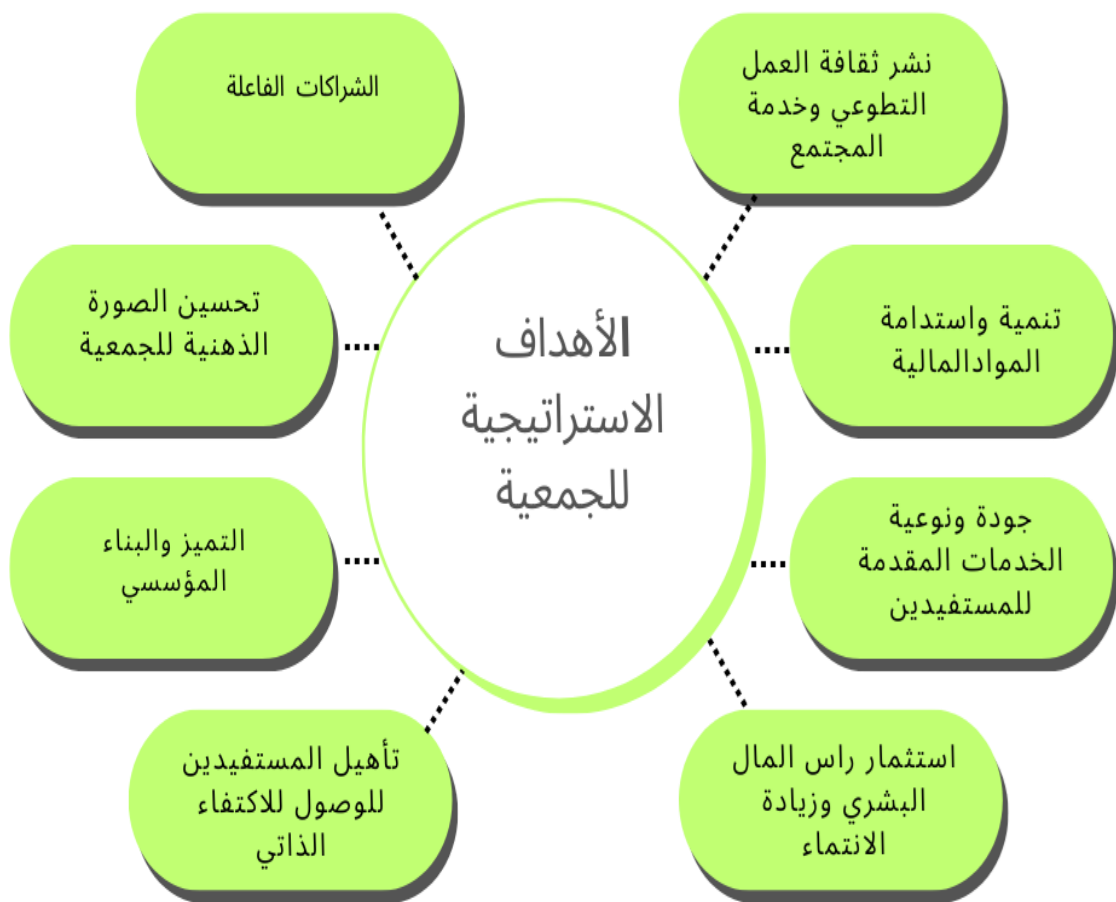 الأهداف
الاستراتيجية
للجمعية
نشر ثقافة العمل
التطوعي وخدمة
المجتمع
تنمية واستدامة
الموادالمالية
جودة ونوعية
الخدمات المقدمة
للمستفيدين
استثمار راس المال
البشري وزيادة
الانتماء
الشراكات الفاعلة
تحسين الصورة
الذهنية للجمعية
التميز والبناء
المؤسسي
تأهيل المستفيدين
للوصول للاكتفاء
الذاتي